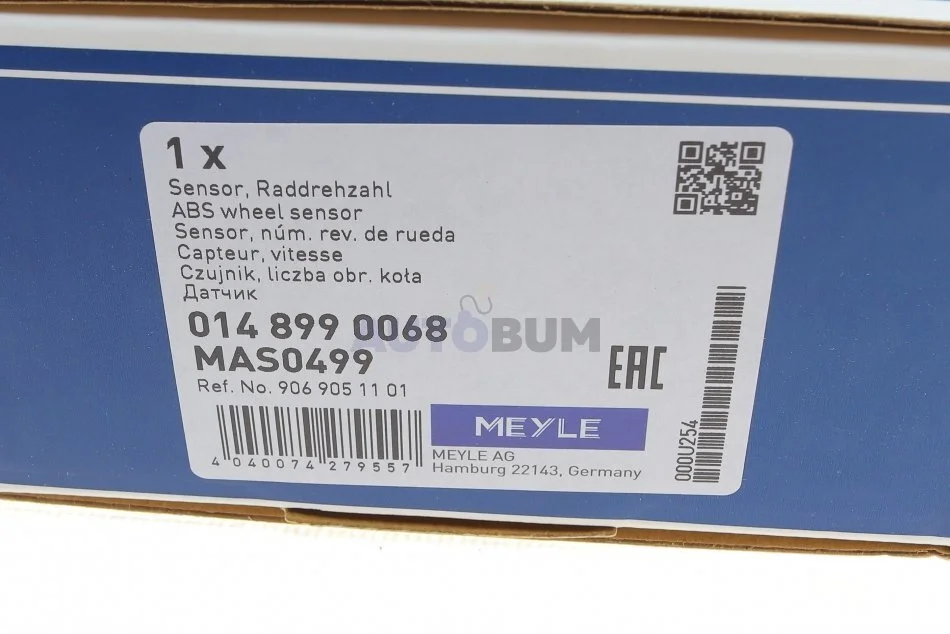 1 x
Sensor, Raddrehzahl
ABS wheel sensor
Sensor, núm. rev. de rueda
Capteur, vitesse
Czujnik, liczba obr. koła
Датчик
014 899 0068
AUTOBUM
MAS0499
EAC
Ref. No. 906 905 11 01
MEYLE
4 040074 279557
MEYLE AG
Hamburg 22143, Germany
000U254